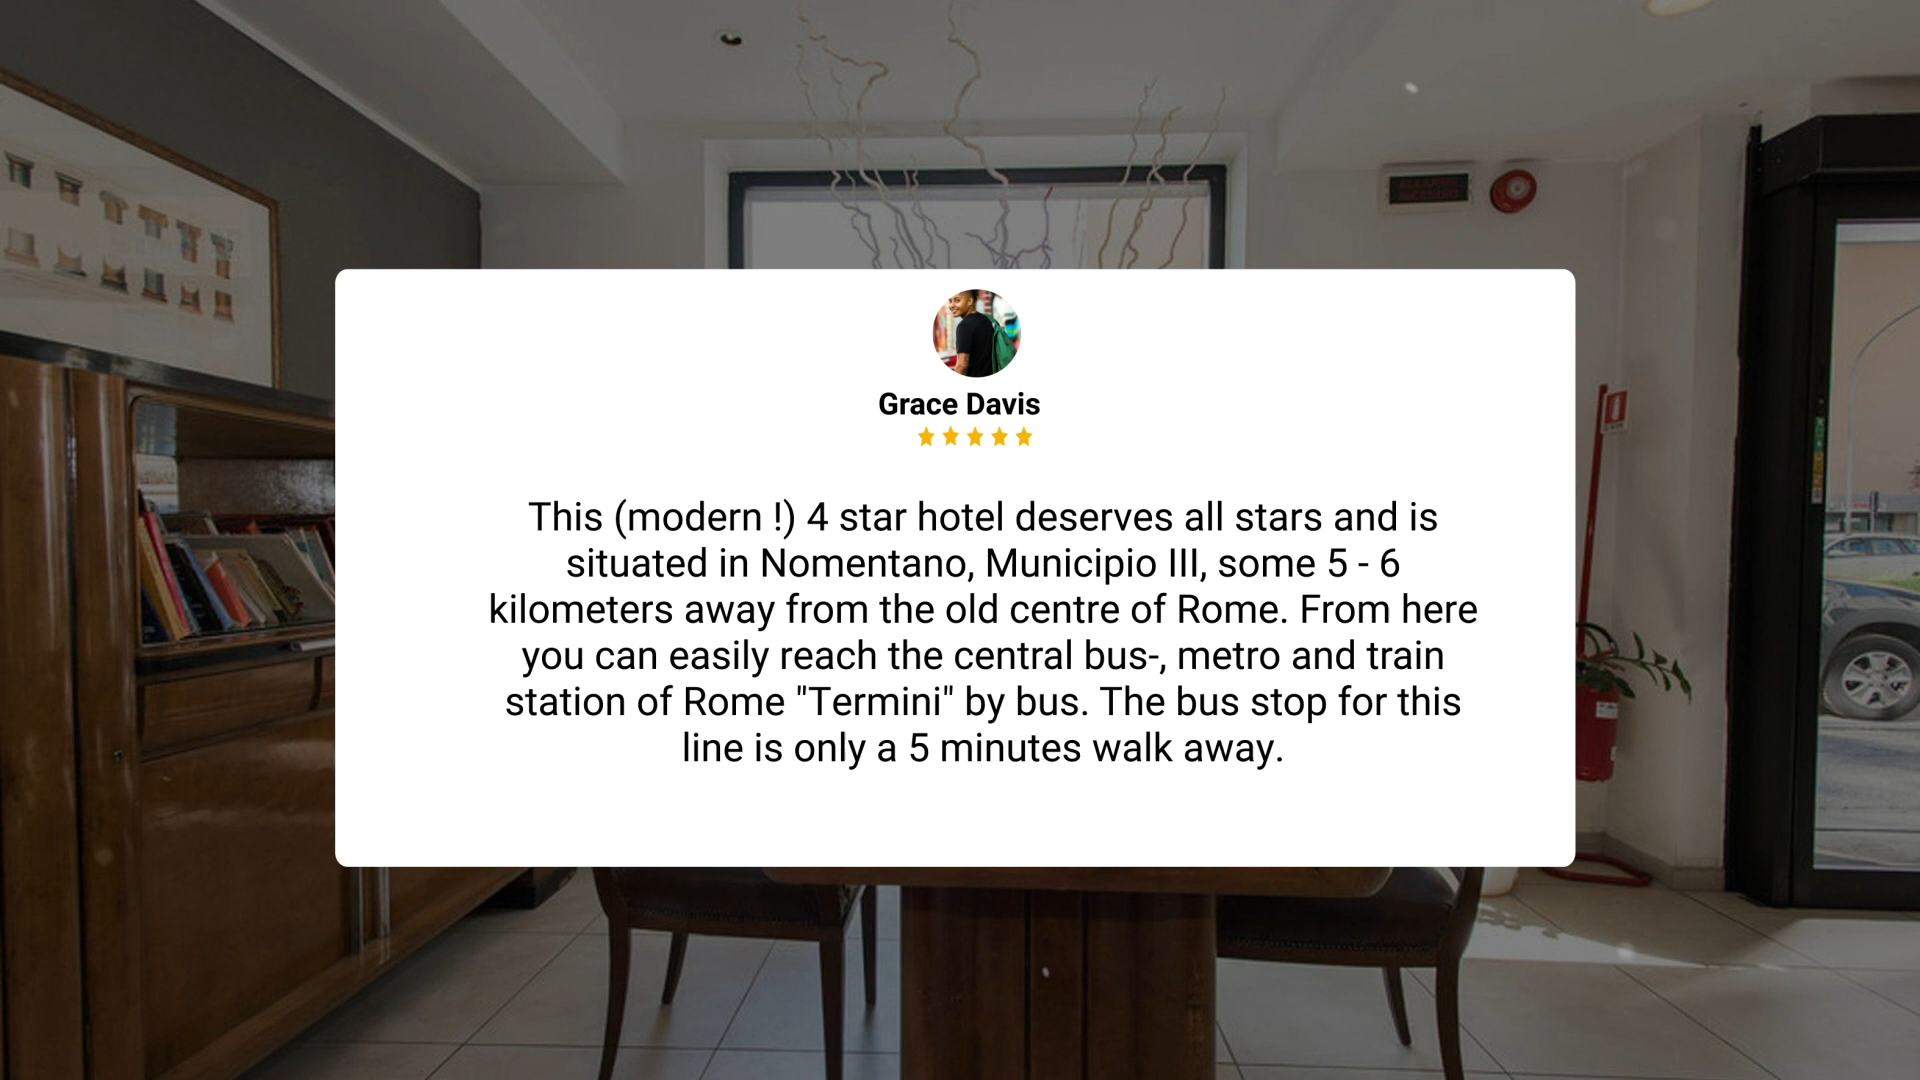 Grace Davis
This (modern !) 4 star hotel deserves all stars and is
situated in Nomentano, Municipio III, some 5 - 6
kilometers away from the old centre of Rome. From here
you can easily reach the central bus-, metro and train
station of Rome "Termini" by bus. The bus stop for this
line is only a 5 minutes walk away.